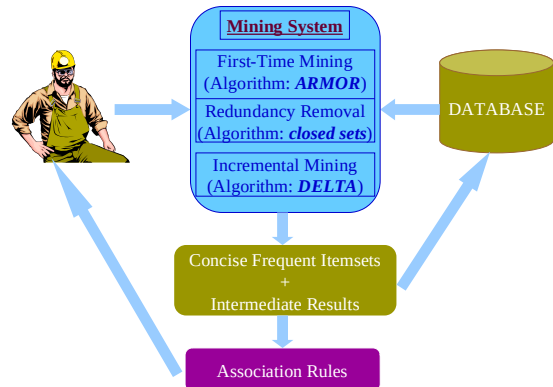 Mining System
First-Time Mining
(Algorithm: ARMOR)
Redundancy Removal
(Algorithm: closed sets)
Incremental Mining
(Algorithm: DELTA)
DATABASE
Concise Frequent Itemsets
+
Intermediate Results
Association Rules